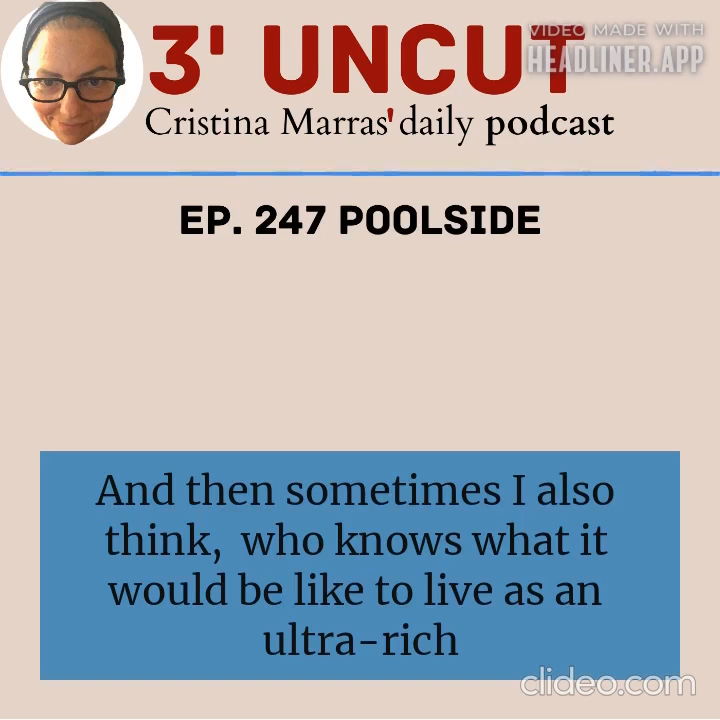 VIDEO MADE WITH
HEADLINER.APP
3' UNCUT
Cristina Marras' daily podcast
EP. 247 POOLSIDE
And then sometimes I also
think,  who knows what it
would be like to live as an
ultra-rich
clideo.com